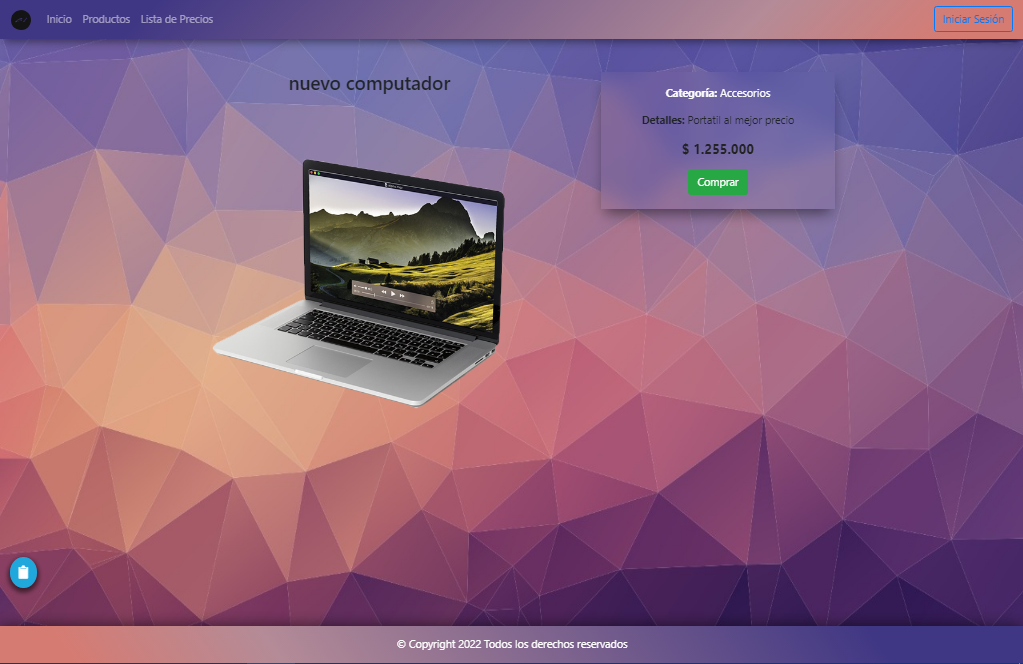 Inicio Productos Lista de Precios Iniciar Sesión
nuevo computador
Categoría: Accesorios
Detalles: Portatil al mejor precio
$ 1.255.000
Comprar
© Copyright 2022 Todos los derechos reservados